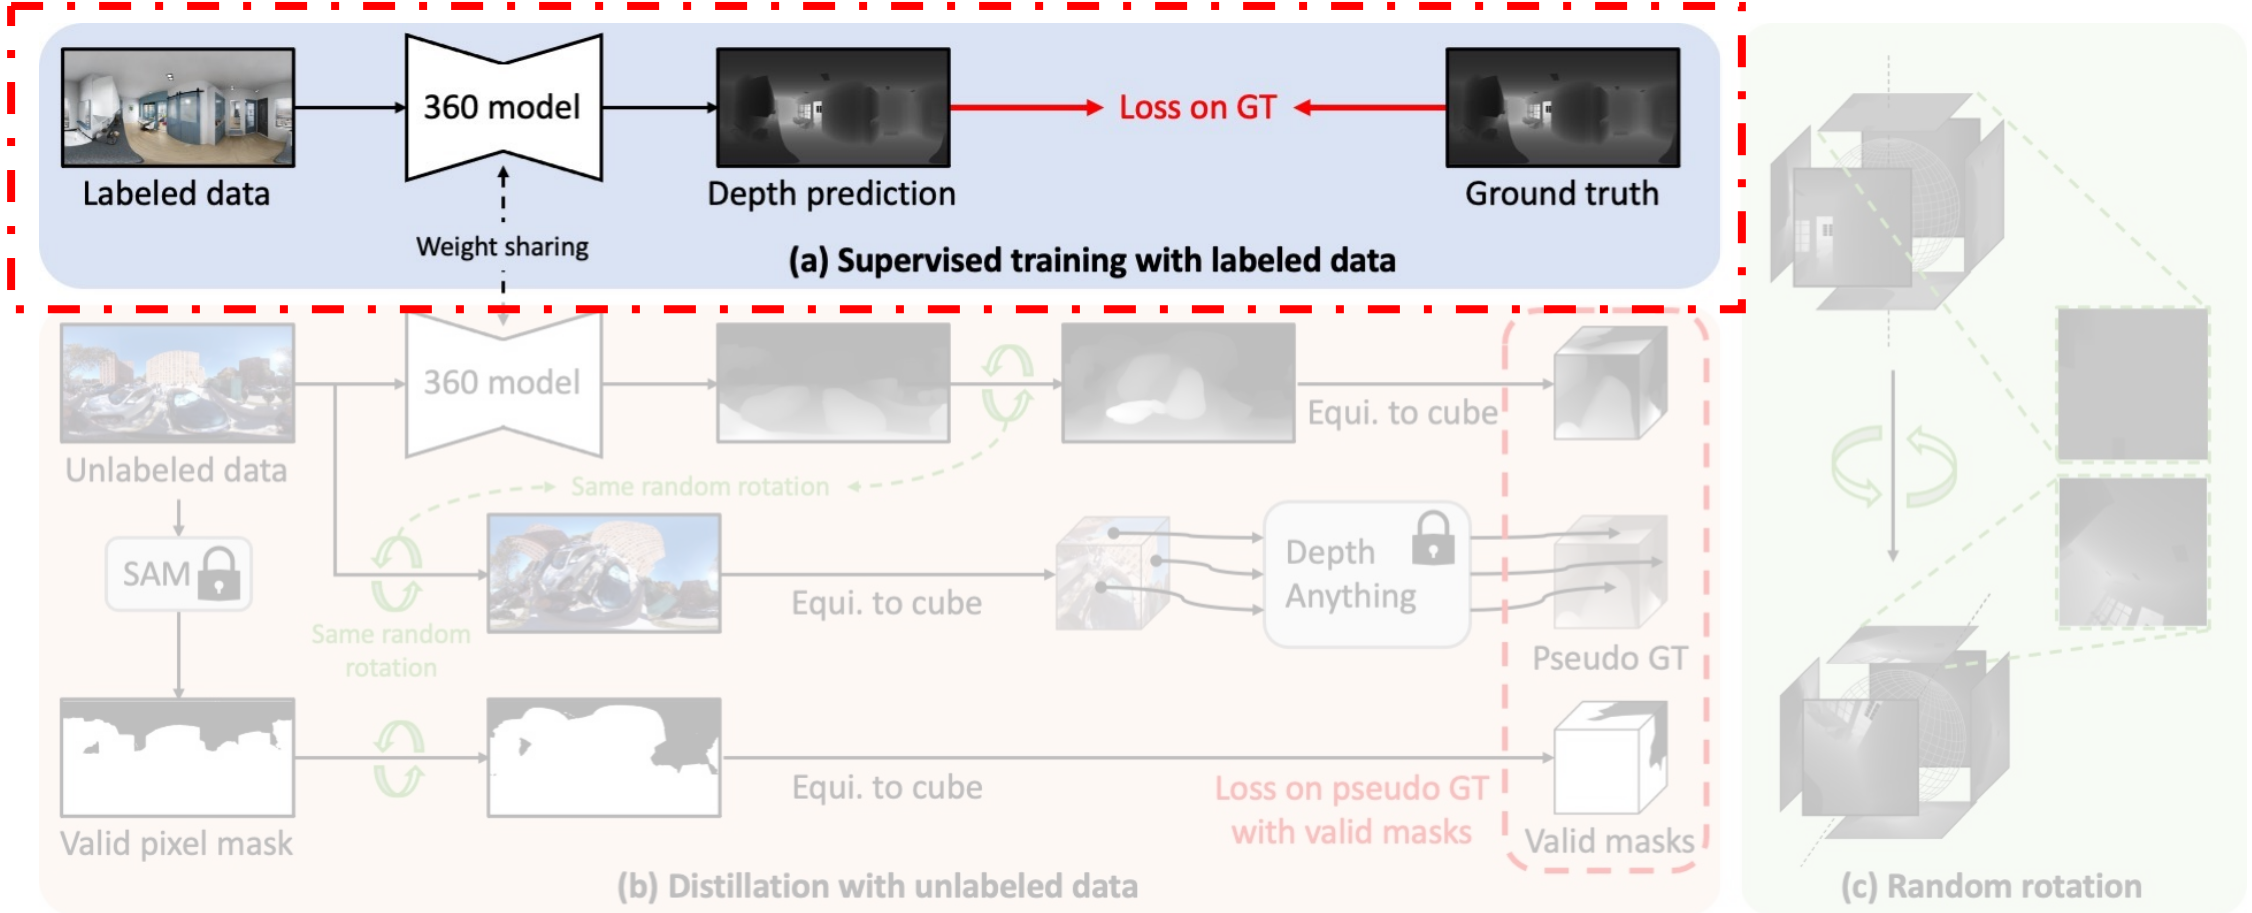 360 model
Loss on GT
Labeled data
Depth prediction
Ground truth
Weight sharing
(a) Supervised training with labeled data
360 model
Equi. to cube
Unlabeled data
Same random rotation
SAM
Depth
Anything
Equi. to cube
Same random
rotation
Pseudo GT
Equi. to cube
Loss on pseudo GT
with valid masks
Valid pixel mask
Valid masks
(b) Distillation with unlabeled data
(c) Random rotation